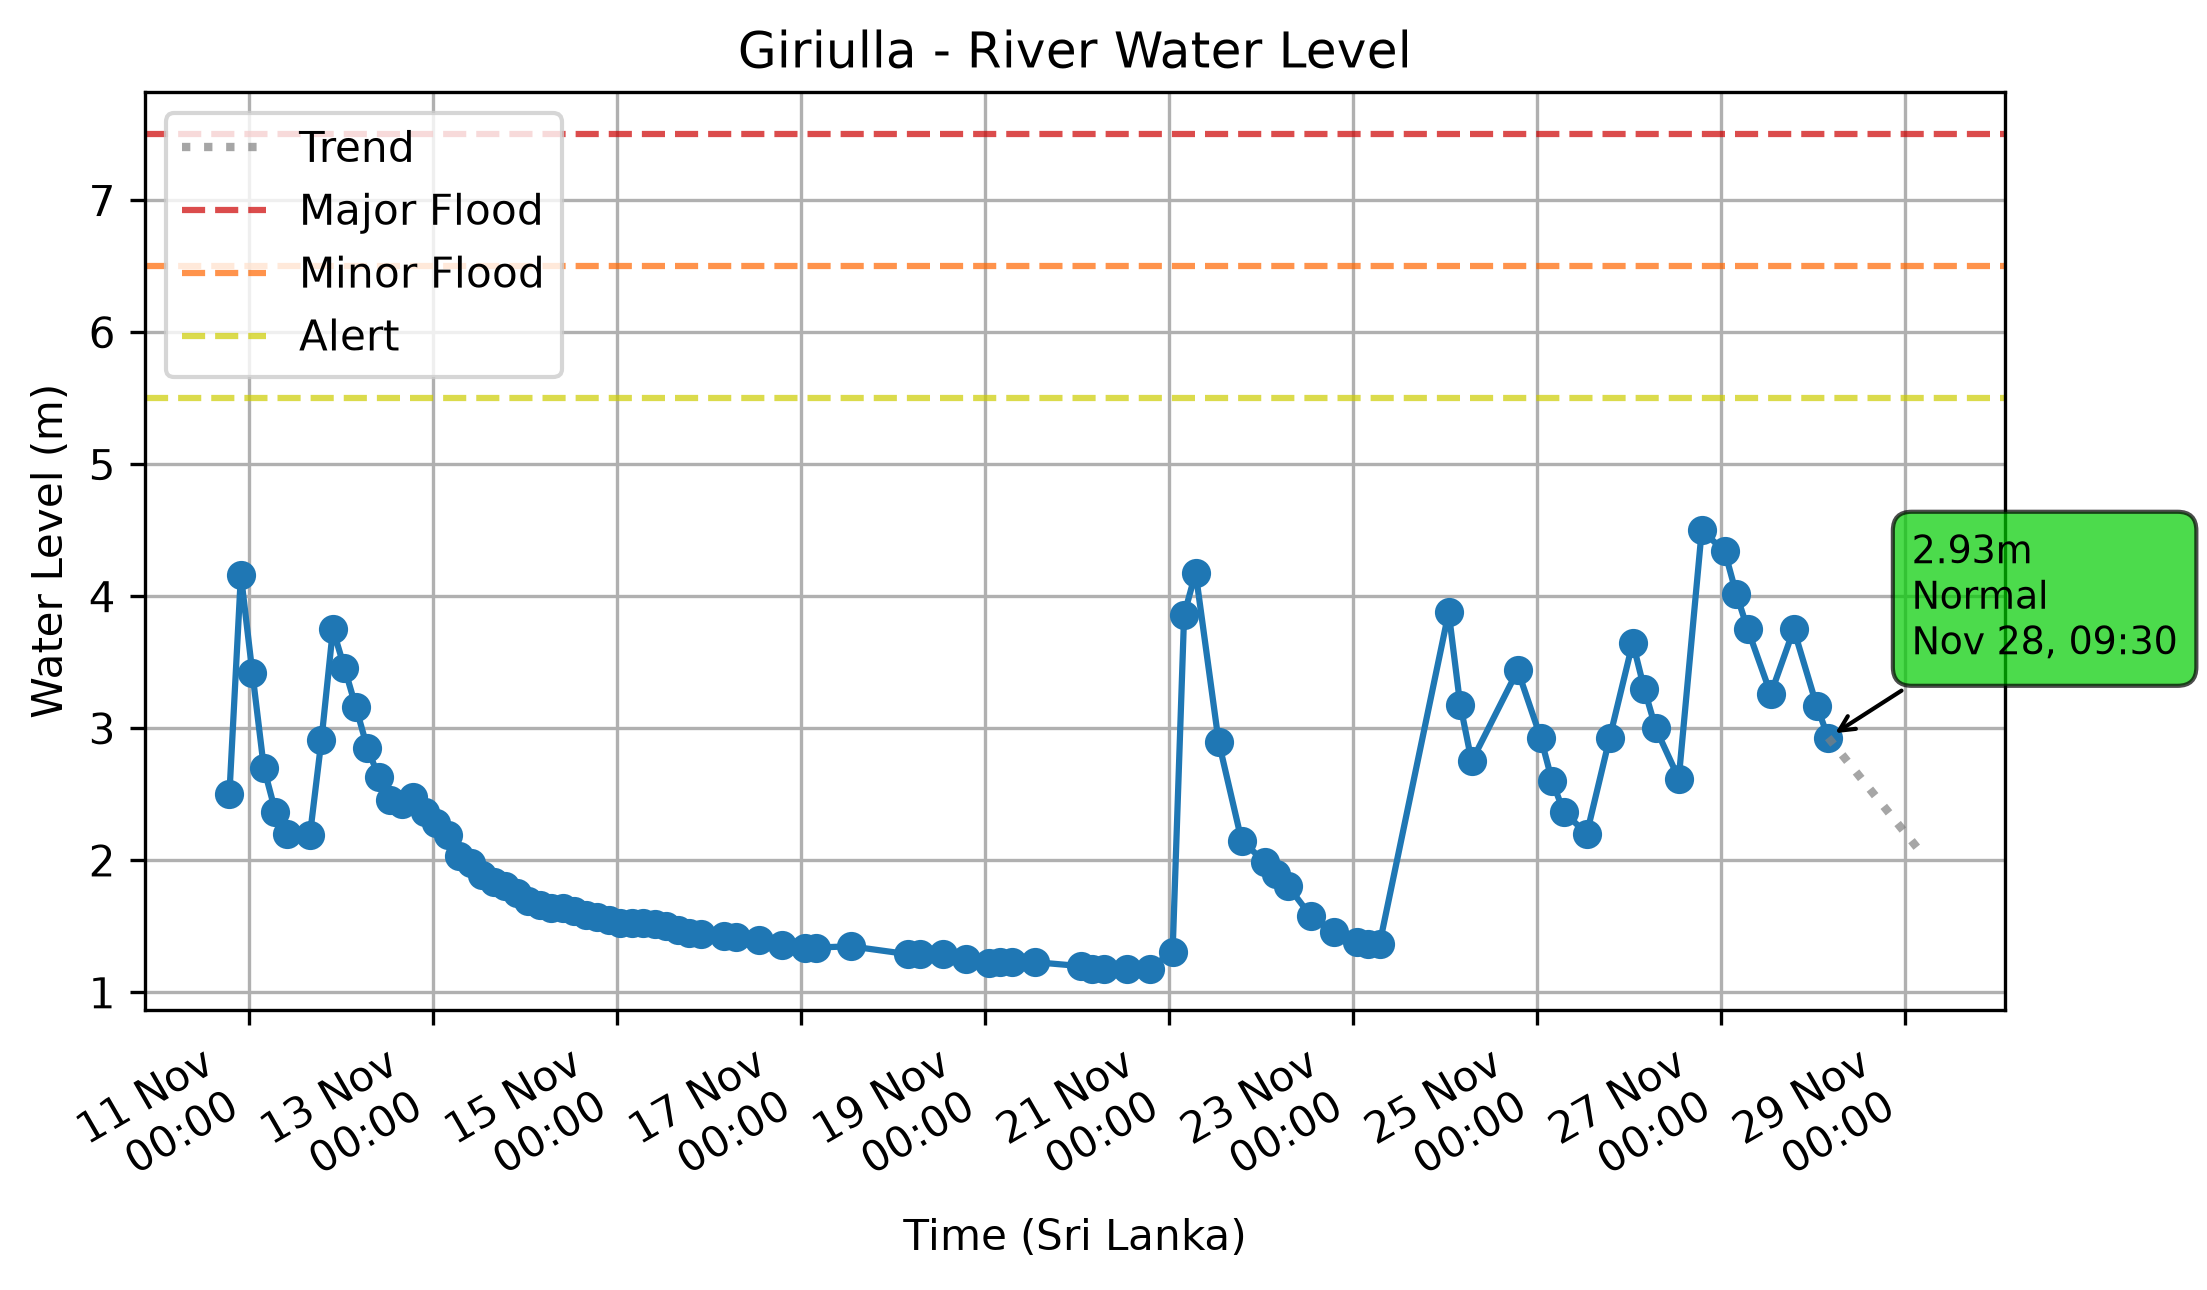 Giriulla - River Water Level
Trend
Major Flood
Minor Flood
Alert
Water Level (m)
7
6
5
4
3
2
1
2.93m
Normal
Nov 28, 09:30
11 Nov
00:00
13 Nov
00:00
15 Nov
00:00
17 Nov
00:00
19 Nov
00:00
21 Nov
00:00
23 Nov
00:00
25 Nov
00:00
27 Nov
00:00
29 Nov
00:00
Time (Sri Lanka)